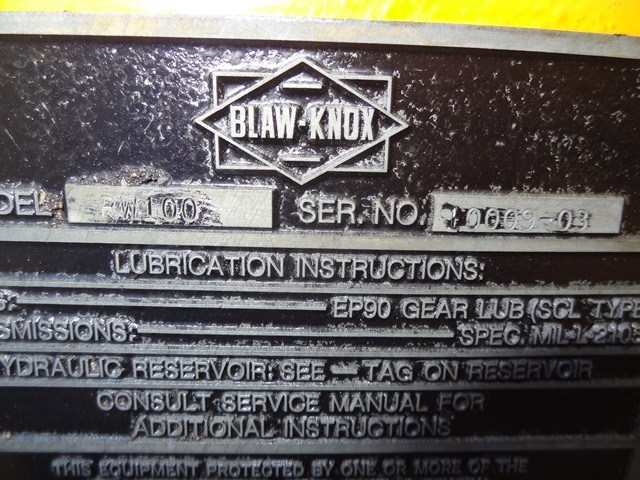 BLAW-KNOX
DEL RW100 SER. NO. 10009-03
LUBRICATION INSTRUCTIONS:
S: EP90 GEAR LUB (SCL TYPE
SMISSIONS: SPEC. MIL-L-2105
YDRAULIC RESERVOIR: SEE — TAG ON RESERVOIR
CONSULT SERVICE MANUAL FOR
ADDITIONAL INSTRUCTIONS
THIS EQUIPMENT PROTECTED BY ONE OR MORE OF THE